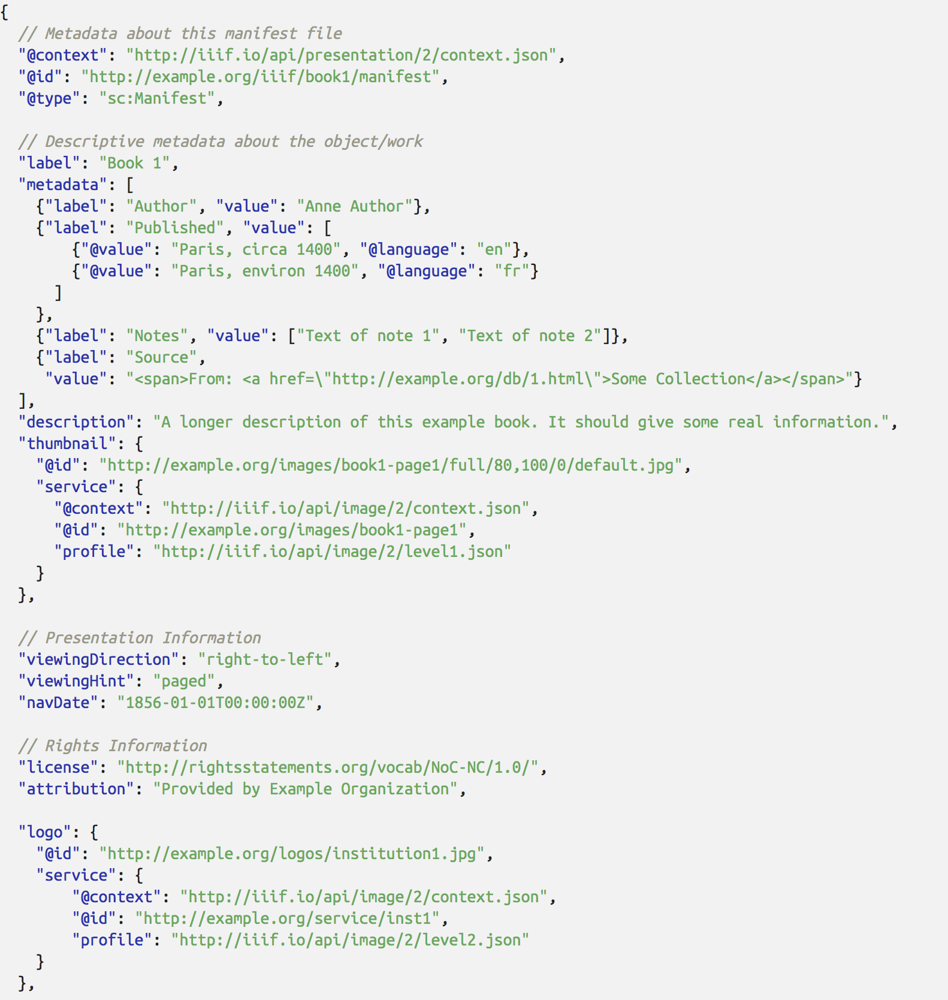 {
  // Metadata about this manifest file
  "@context": "http://iiif.io/api/presentation/2/context.json",
  "@id": "http://example.org/iiif/book1/manifest",
  "@type": "sc:Manifest",

  // Descriptive metadata about the object/work
  "label": "Book 1",
  "metadata": [
    {"label": "Author", "value": "Anne Author"},
    {"label": "Published", "value": [
        {"@value": "Paris, circa 1400", "@language": "en"},
        {"@value": "Paris, environ 1400", "@language": "fr"}
      ]
    },
    {"label": "Notes", "value": ["Text of note 1", "Text of note 2"]},
    {"label": "Source",
     "value": "<span>From: <a href=\"http://example.org/db/1.html\">Some Collection</a></span>"}
  ],
  "description": "A longer description of this example book. It should give some real information.",
  "thumbnail": {
    "@id": "http://example.org/images/book1-page1/full/80,100/0/default.jpg",
    "service": {
      "@context": "http://iiif.io/api/image/2/context.json",
      "@id": "http://example.org/images/book1-page1",
      "profile": "http://iiif.io/api/image/2/level1.json"
    }
  },

  // Presentation Information
  "viewingDirection": "right-to-left",
  "viewingHint": "paged",
  "navDate": "1856-01-01T00:00:00Z",

  // Rights Information
  "license": "http://rightsstatements.org/vocab/NoC-NC/1.0/",
  "attribution": "Provided by Example Organization",

  "logo": {
    "@id": "http://example.org/logos/institution1.jpg",
    "service": {
        "@context": "http://iiif.io/api/image/2/context.json",
        "@id": "http://example.org/service/inst1",
        "profile": "http://iiif.io/api/image/2/level2.json"
    }
  },